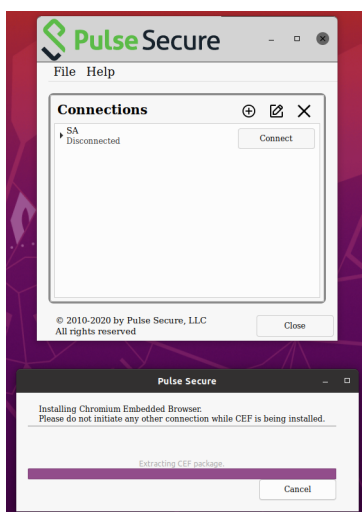 Pulse Secure
File Help
Connections
SA
Disconnected
Connect
© 2010-2020 by Pulse Secure, LLC
All rights reserved
Close
Pulse Secure
Installing Chromium Embedded Browser.
Please do not initiate any other connection while CEF is being installed.
Extracting CEF package.
Cancel